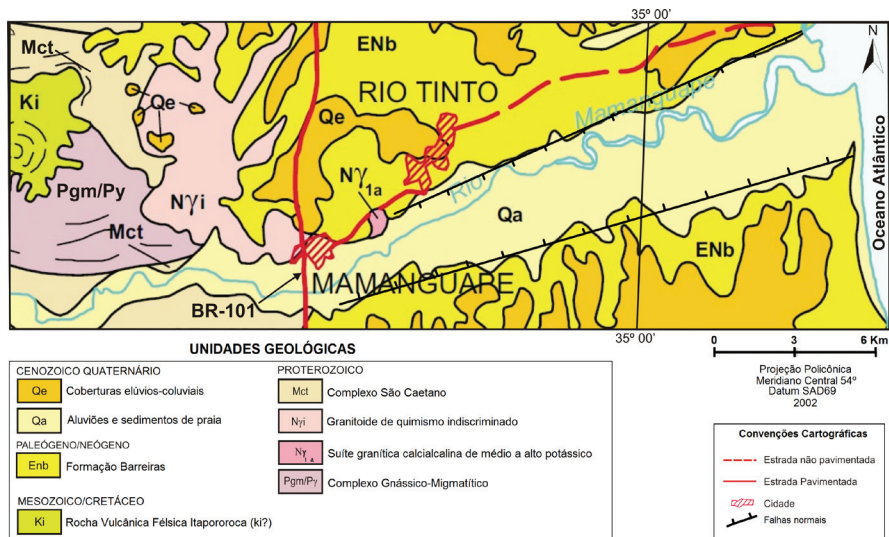 35º 00'
N
Mct
ENb
Ki
Qe
RIO TINTO
Qe
Mamanguape
Nγ1a
Pgm/Py
Nγi
Rio
Qa
Oceano Atlântico
Mct
ENb
MAMANGUAPE
BR-101
35º 00'
0 3 6 Km
UNIDADES GEOLÓGICAS
CENOZOICO QUATERNÁRIO
Qe Coberturas elúvios-coluviais
Qa Aluviões e sedimentos de praia
PALEÓGENO/NEÓGENO
Enb Formação Barreiras
MESOZOICO/CRETÁCEO
Ki Rocha Vulcânica Félsica Itapororoca (ki?)
PROTEROZOICO
Mct Complexo São Caetano
Nγi Granitoide de quimismo indiscriminado
Nγ1A Suíte granítica calcialcalina de médio a alto potássico
Pgm/Pγ Complexo Gnássico-Migmatítico
Projeção Policônica
Meridiano Central 54º
Datum SAD69
2002
Convenções Cartográficas
Estrada não pavimentada
Estrada Pavimentada
Cidade
Falhas normais